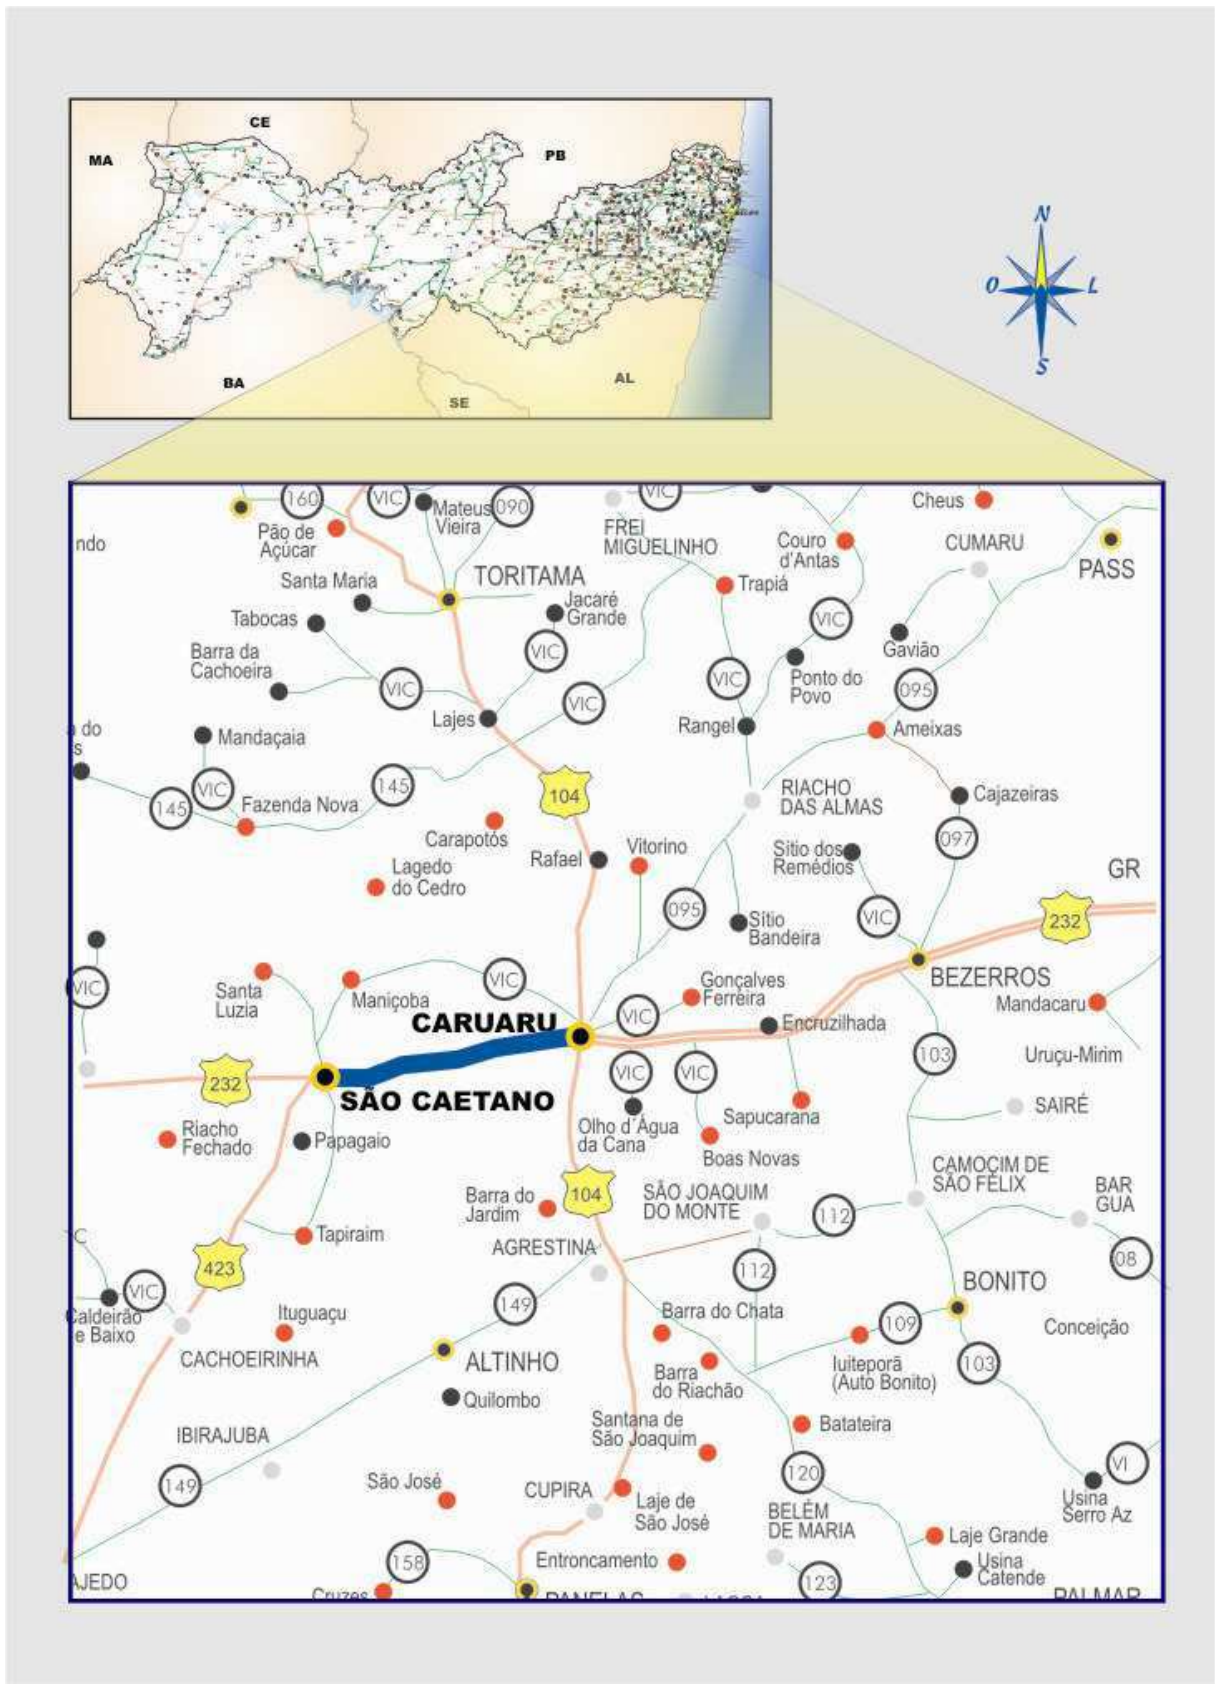 CE
MA
PB
BA
SE
AL
N
O
L
S
160
VIC
Mateus
Vieira
090
VIC
Cheus
ndo
Pão de
Açúcar
FREI
MIGUELINHO
Couro
d'Antas
CUMARU
PASS
Santa Maria
TORITAMA
Trapiá
Tabocas
Jacaré
Grande
VIC
Gavião
Barra da
Cachoeira
VIC
VIC
VIC
VIC
Ponto do
Povo
095
Lajes
Rangel
Ameixas
a do
s
Mandaçaia
VIC
145
145
Fazenda Nova
104
RIACHO
DAS ALMAS
Cajazeiras
Carapotós
Rafael
Vitorino
Sítio dos
Remédios
097
Lagedo
do Cedro
GR
095
Sítio
Bandeira
VIC
232
VIC
Santa
Luzia
Maniçoba
VIC
Gonçalves
Ferreira
BEZERROS
Mandacaru
CARUARU
VIC
Encruzilhada
Uruçu-Mirim
232
SÃO CAETANO
VIC
VIC
103
Riacho
Fechado
Papagaio
Olho d´Água
da Cana
Sapucarana
SAIRÉ
Boas Novas
Barra do
Jardim
104
SÃO JOAQUIM
DO MONTE
112
CAMOCIM DE
SÃO FÉLIX
BAR
GUA
C
Tapiraim
AGRESTINA
423
112
08
VIC
149
BONITO
Caldeirão
e Baixo
Ituguaçu
Barra do Chata
109
Conceição
CACHOEIRINHA
ALTINHO
Barra
do Riachão
Iuiteporã
(Auto Bonito)
103
Quilombo
Santana de
São Joaquim
Batateira
IBIRAJUBA
149
São José
CUPIRA
Laje de
São José
120
VI
Usina
Serro Az
BELÉM
DE MARIA
Laje Grande
158
Entroncamento
Usina
Catende
123
AJEDO
Cruzes
PANELAS
PALMAR